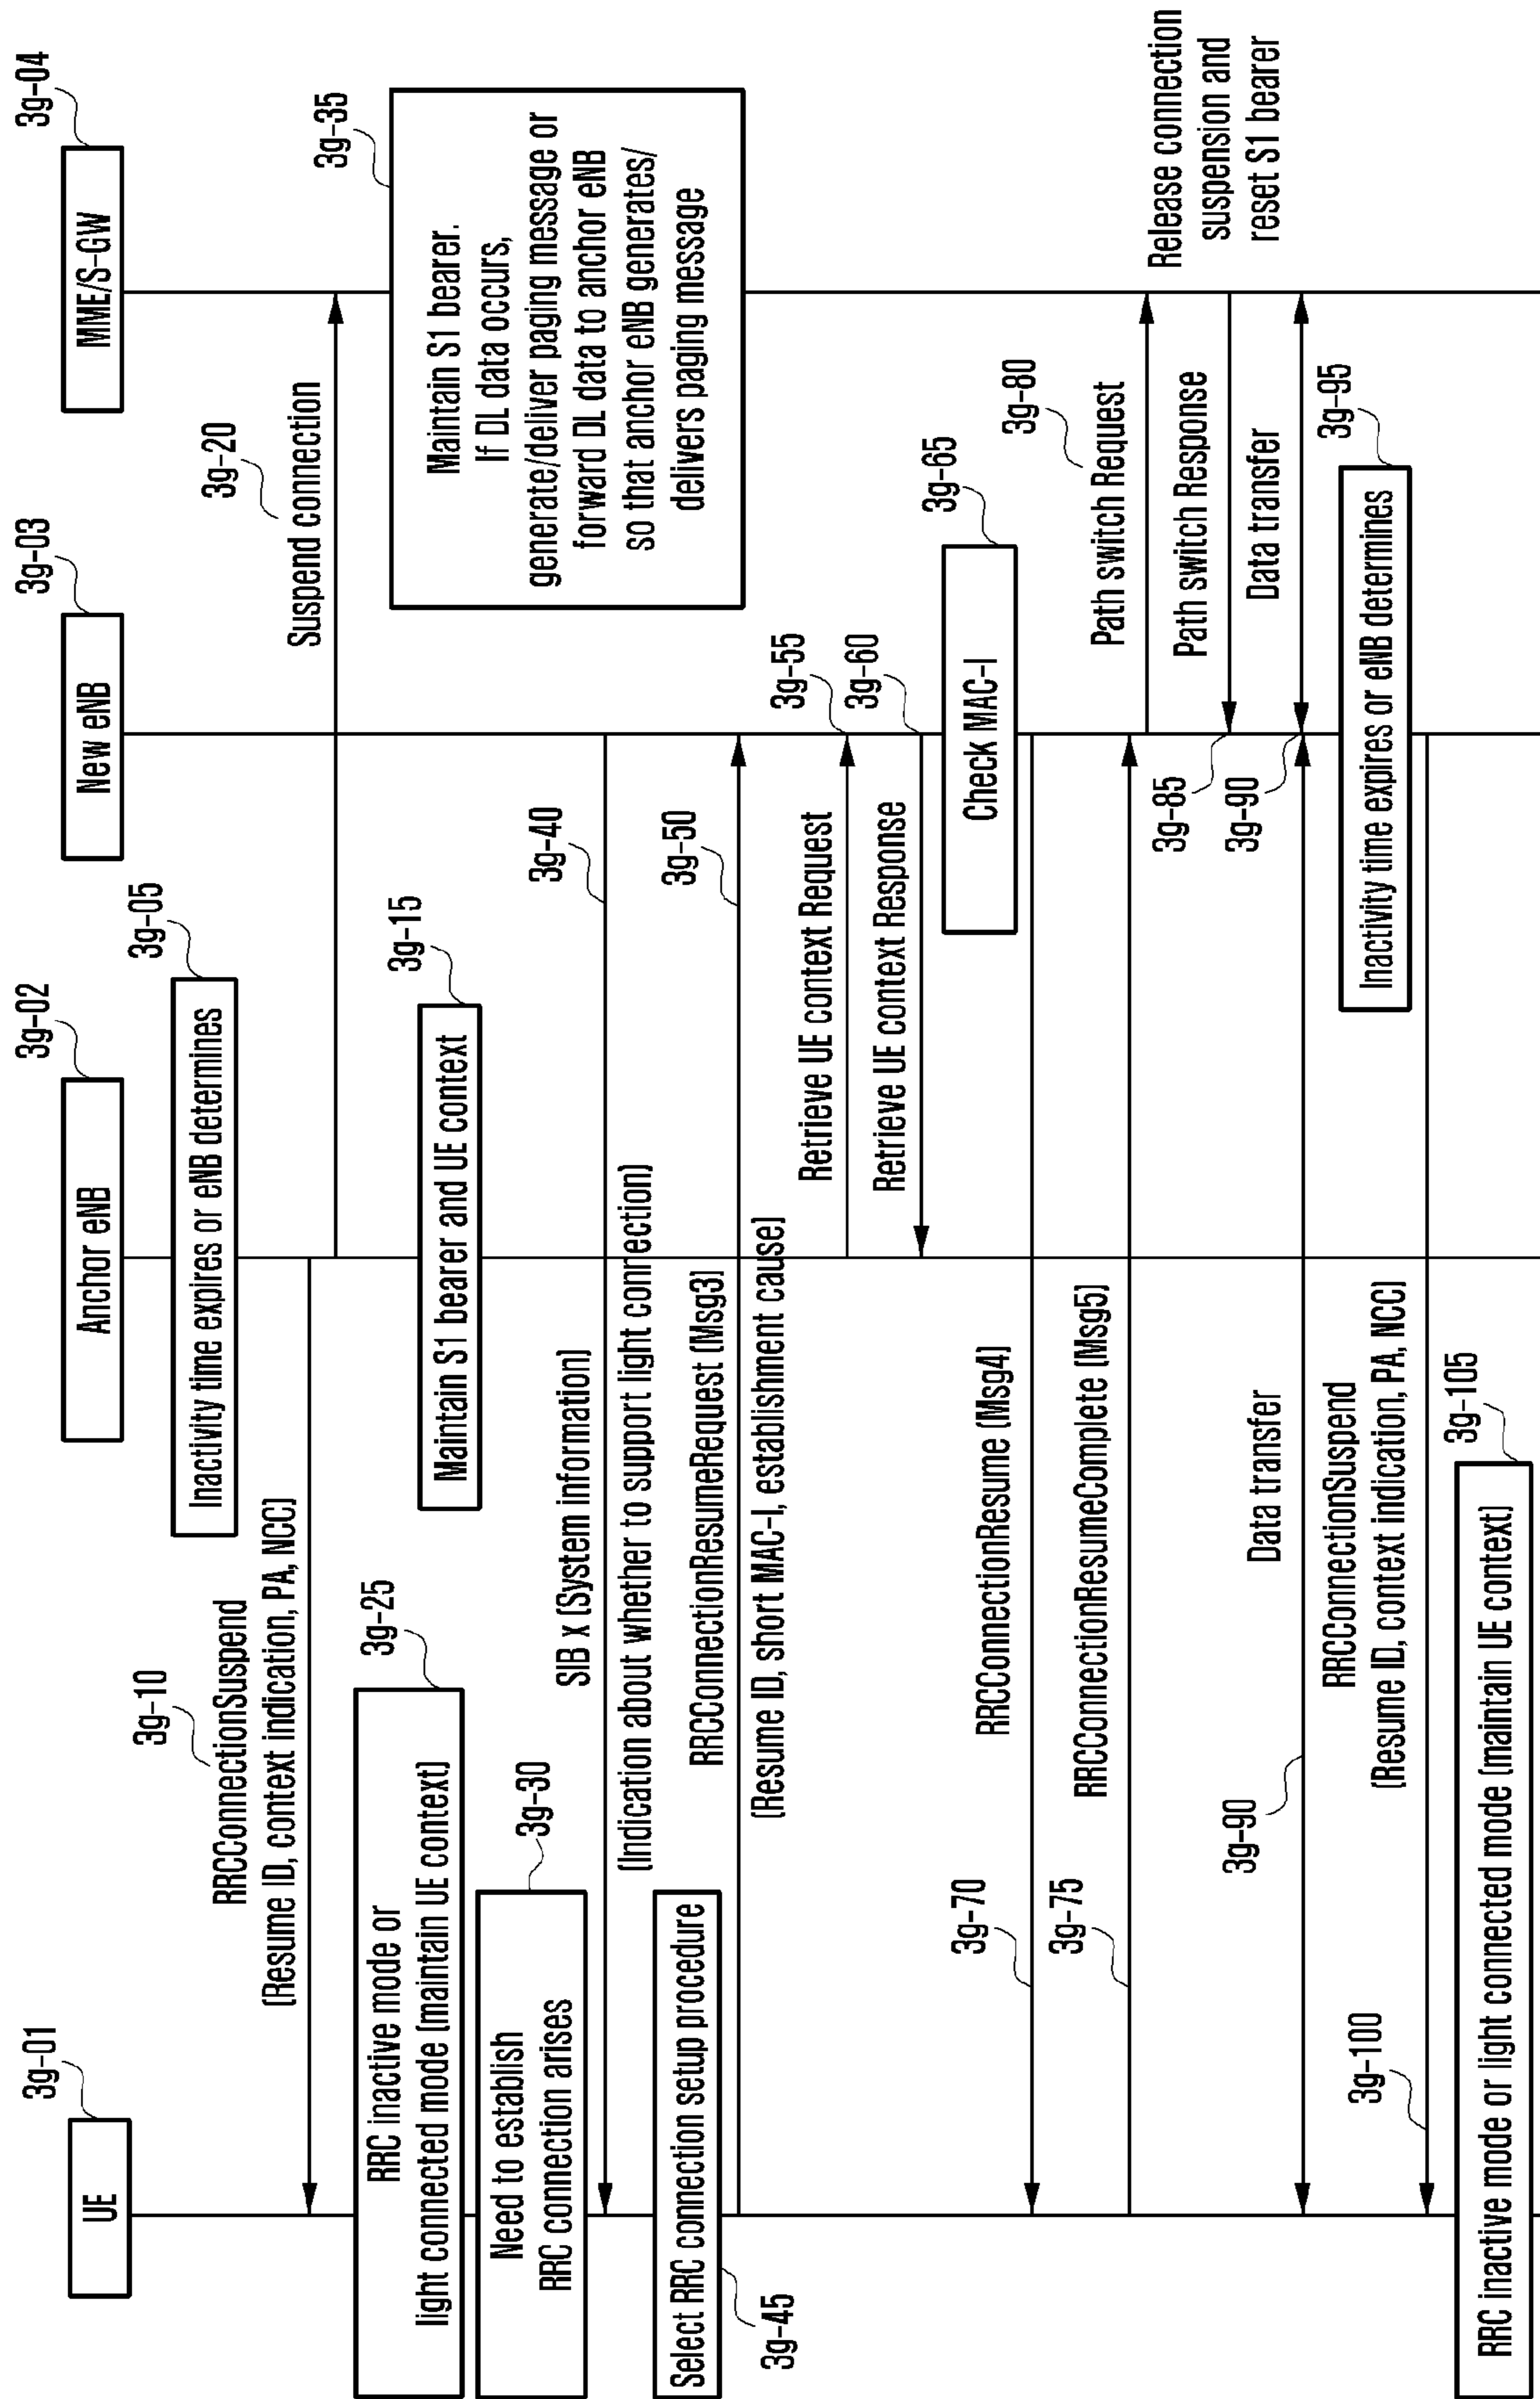 UE
3g-01
Anchor eNB
3g-02
New eNB
3g-03
MME/S-GW
3g-04
Inactivity time expires or eNB determines
3g-05
3g-10
RRCConnectionSuspend
(Resume ID, context indication, PA, NCC)
3g-20
Suspend connection
RRC inactive mode or
light connected mode (maintain UE context)
3g-25
Maintain S1 bearer and UE context
3g-15
Maintain S1 bearer.
If DL data occurs,
generate/deliver paging message or
forward DL data to anchor eNB
so that anchor eNB generates/
delivers paging message
3g-35
Need to establish
RRC connection arises
3g-30
SIB x (System information)
3g-40
(Indication about whether to support light connection)
Select RRC connection setup procedure
3g-45
RRCConnectionResumeRequest (Msg3)
3g-50
(Resume ID, short MAC-I, establishment cause)
Retrieve UE context Request
3g-55
Retrieve UE context Response
3g-60
Check MAC-I
3g-65
3g-70
RRCConnectionResume (Msg4)
3g-75
RRCConnectionResumeComplete (Msg5)
Path switch Request
3g-80
Release connection
suspension and
reset S1 bearer
3g-85
Path switch Response
3g-90
Data transfer
3g-90
Data transfer
Inactivity time expires or eNB determines
3g-95
3g-100
RRCConnectionSuspend
(Resume ID, context indication, PA, NCC)
RRC inactive mode or light connected mode (maintain UE context)
3g-105